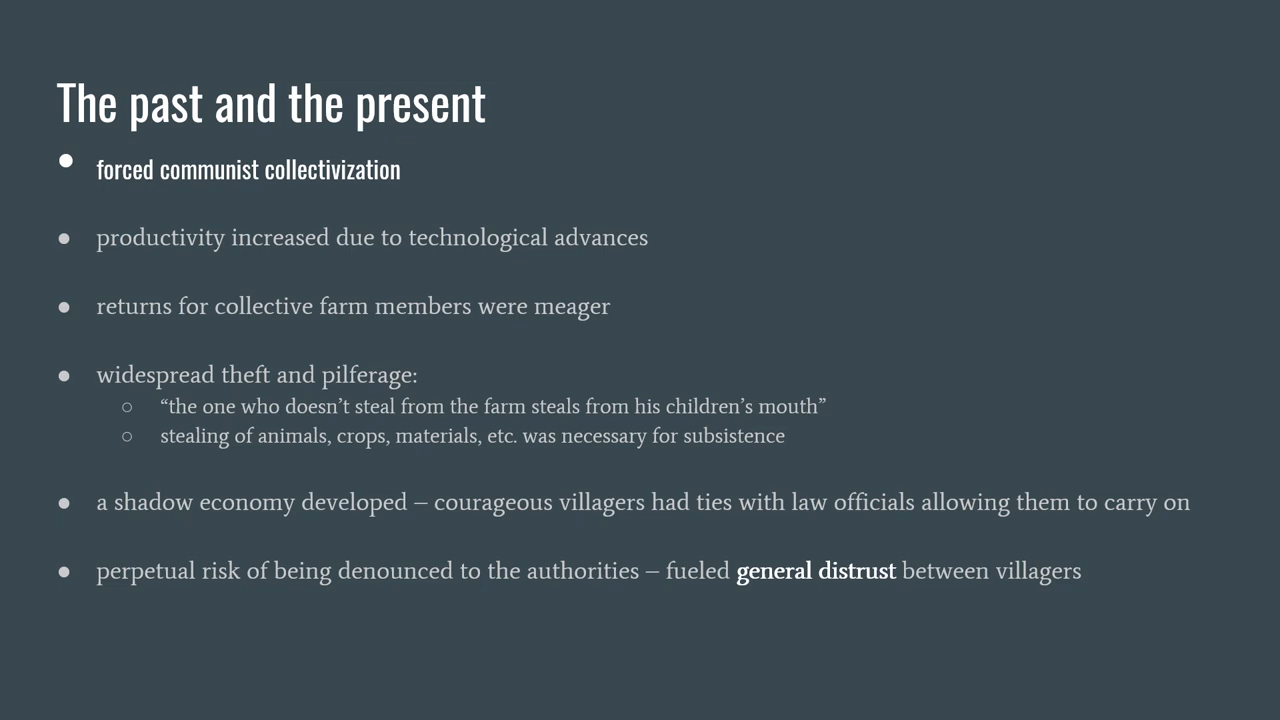 The past and the present
● forced communist collectivization
● productivity increased due to technological advances
● returns for collective farm members were meager
● widespread theft and pilferage:
○ “the one who doesn’t steal from the farm steals from his children’s mouth”
○ stealing of animals, crops, materials, etc. was necessary for subsistence
● a shadow economy developed – courageous villagers had ties with law officials allowing them to carry on
● perpetual risk of being denounced to the authorities – fueled general distrust between villagers